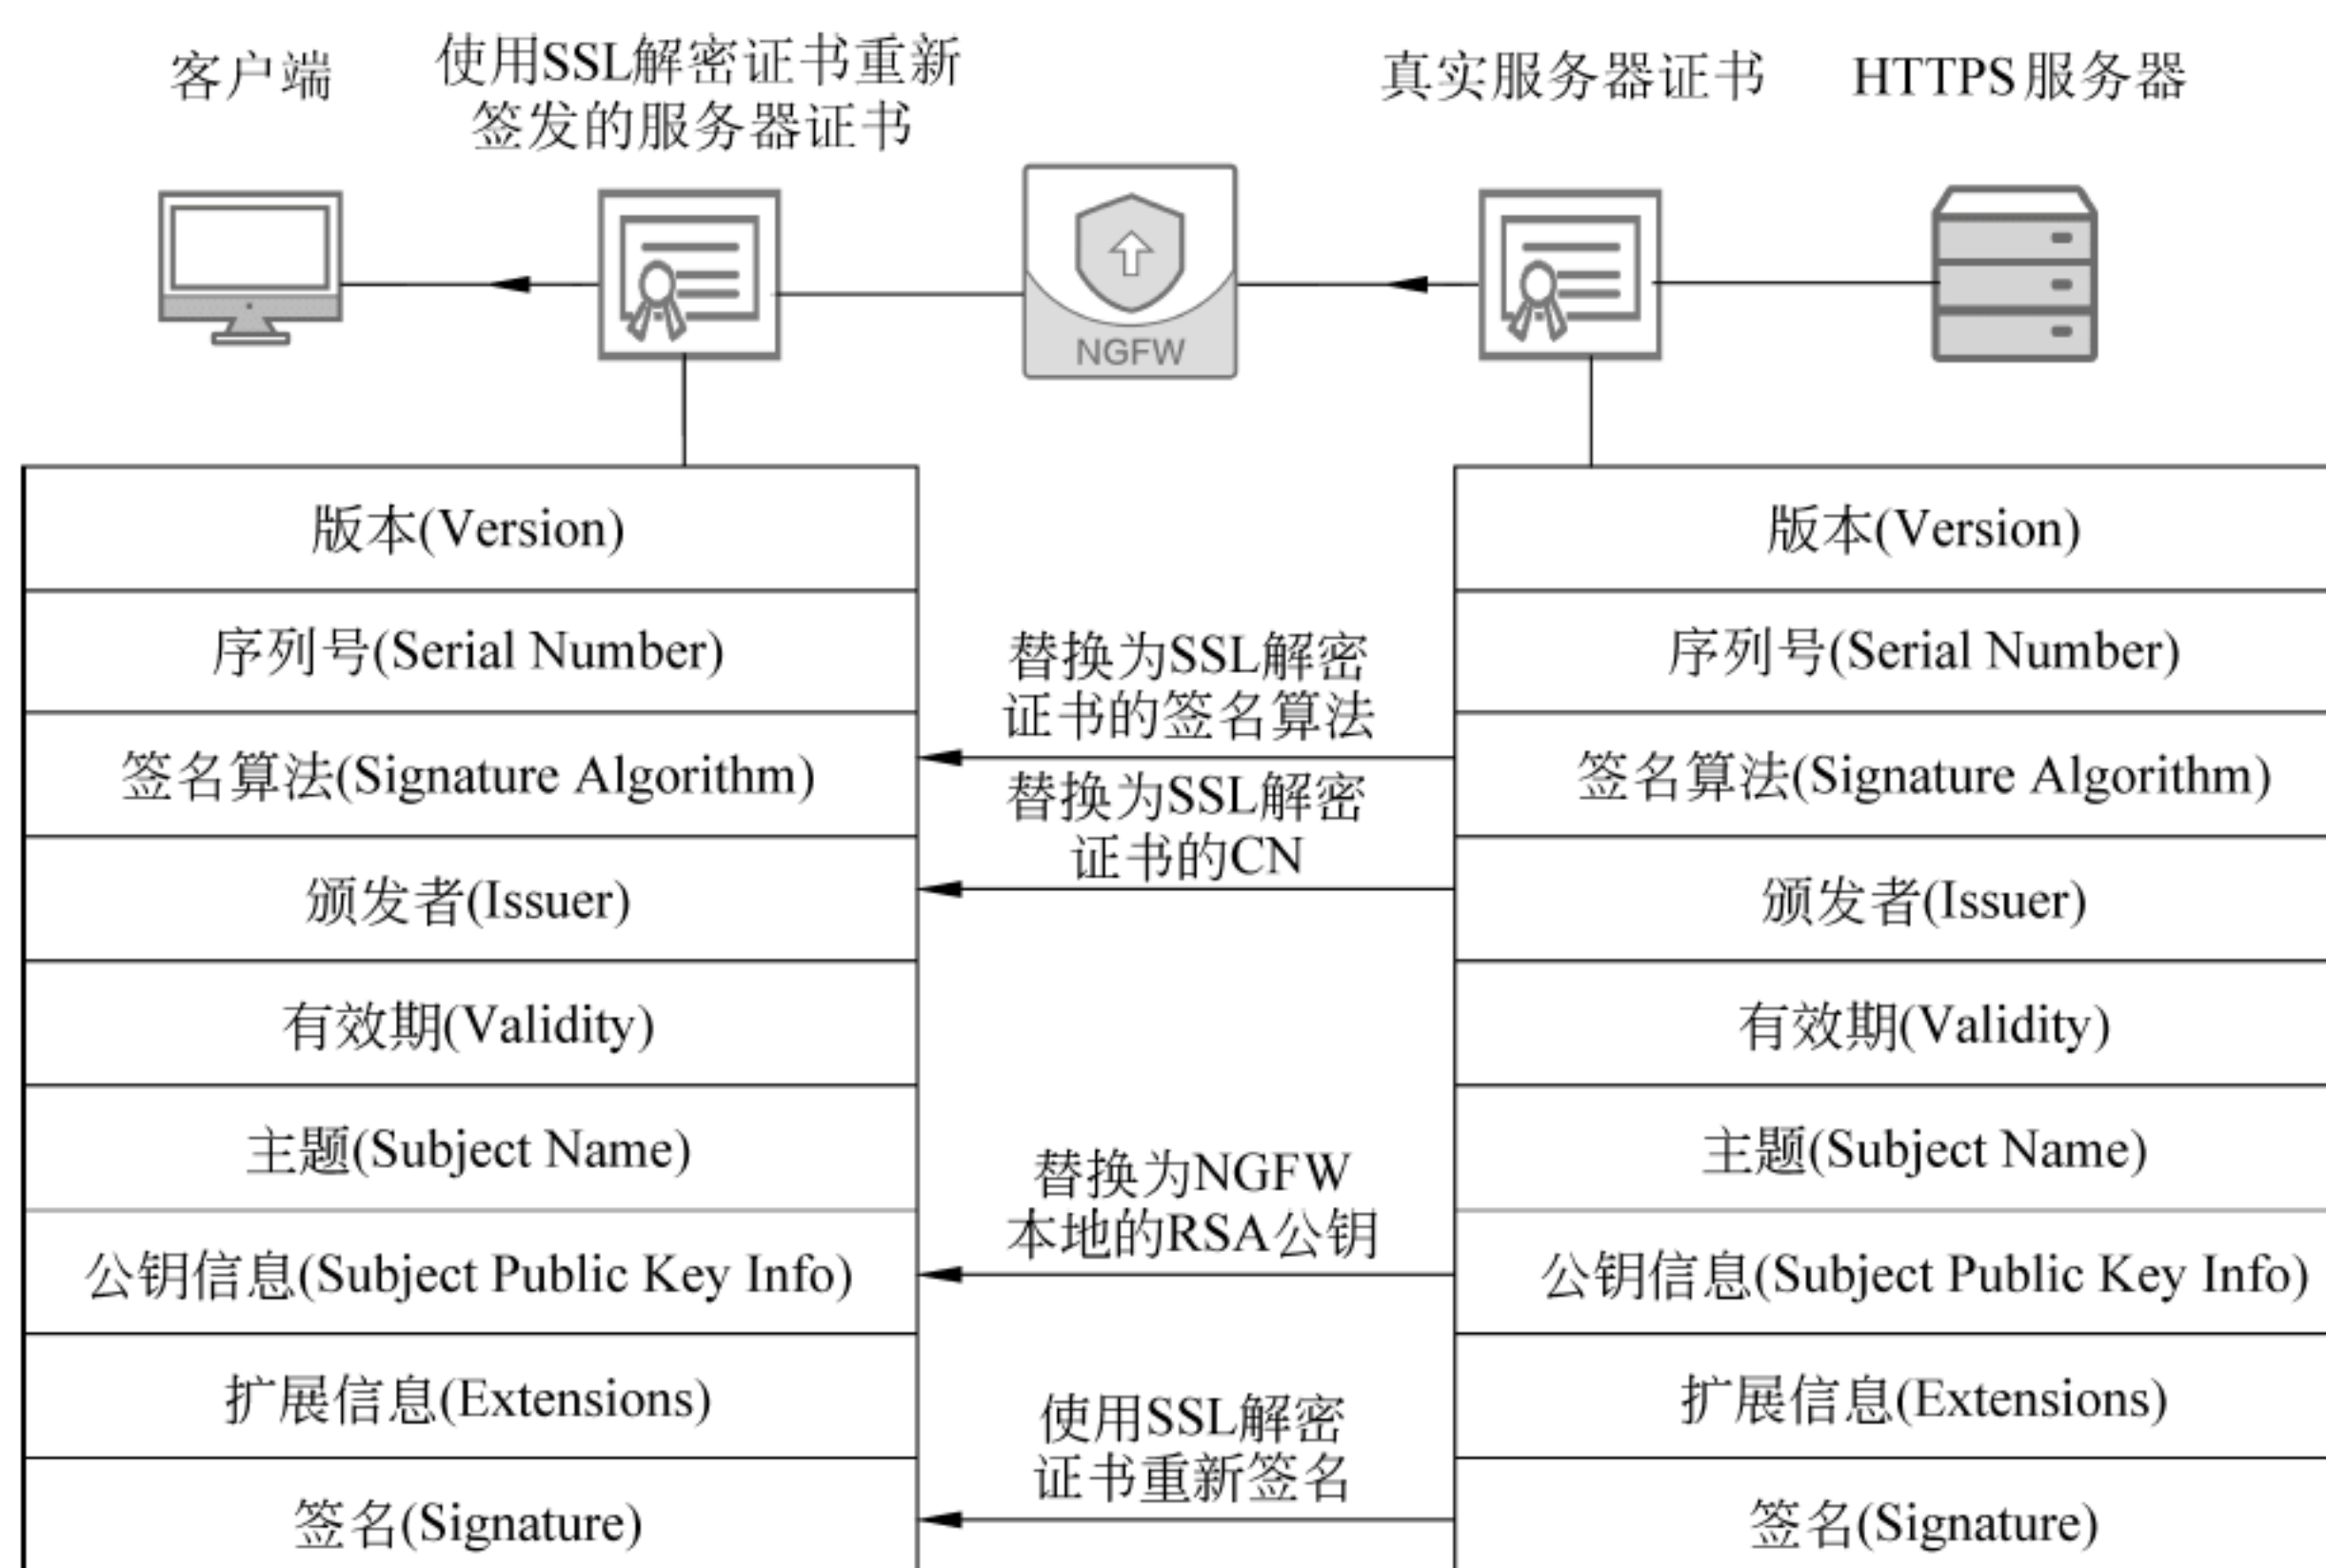 客户端
使用SSL解密证书重新
签发的服务器证书
真实服务器证书
HTTPS服务器
NGFW
版本(Version)
序列号(Serial Number)
签名算法(Signature Algorithm)
颁发者(Issuer)
有效期(Validity)
主题(Subject Name)
公钥信息(Subject Public Key Info)
扩展信息(Extensions)
签名(Signature)
替换为SSL解密
证书的签名算法
替换为SSL解密
证书的CN
替换为NGFW
本地的RSA公钥
使用SSL解密
证书重新签名
版本(Version)
序列号(Serial Number)
签名算法(Signature Algorithm)
颁发者(Issuer)
有效期(Validity)
主题(Subject Name)
公钥信息(Subject Public Key Info)
扩展信息(Extensions)
签名(Signature)